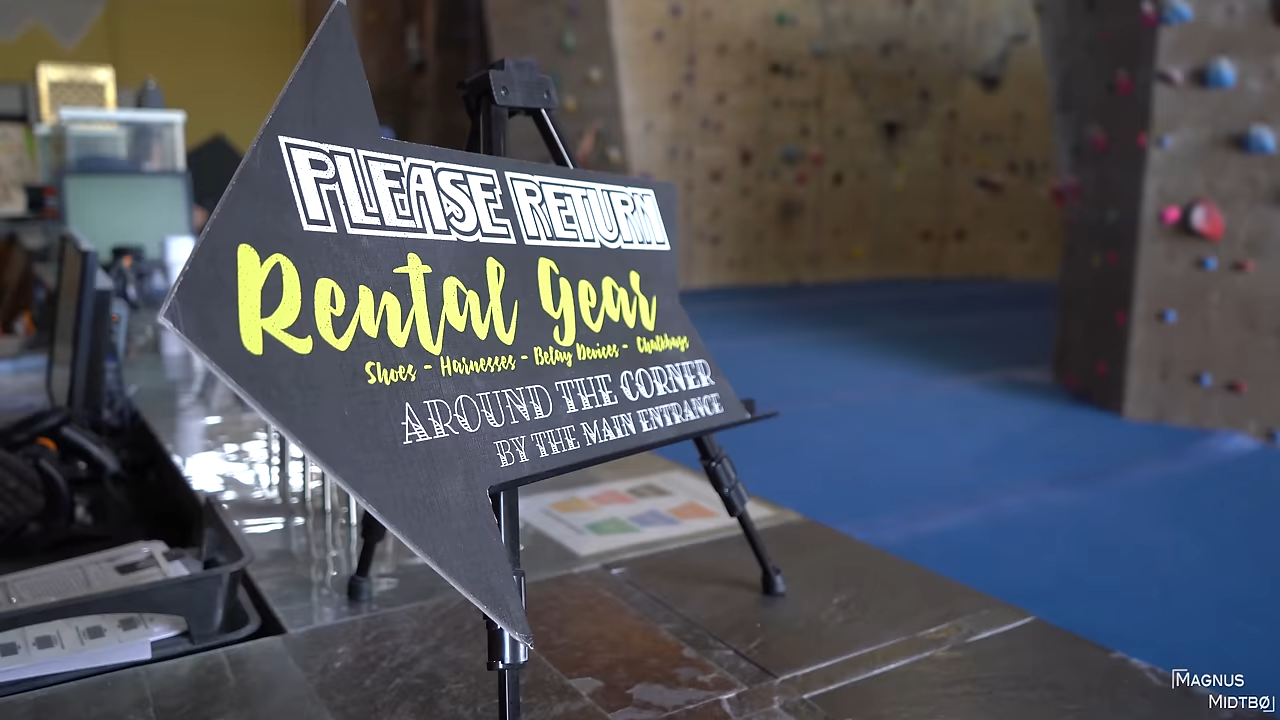 PLEASE RETURN
Rental Gear
Shoes - Harnesses - Belay Devices - Chalkbags
AROUND THE CORNER
BY THE MAIN ENTRANCE
MAGNUS
MIDTBØ